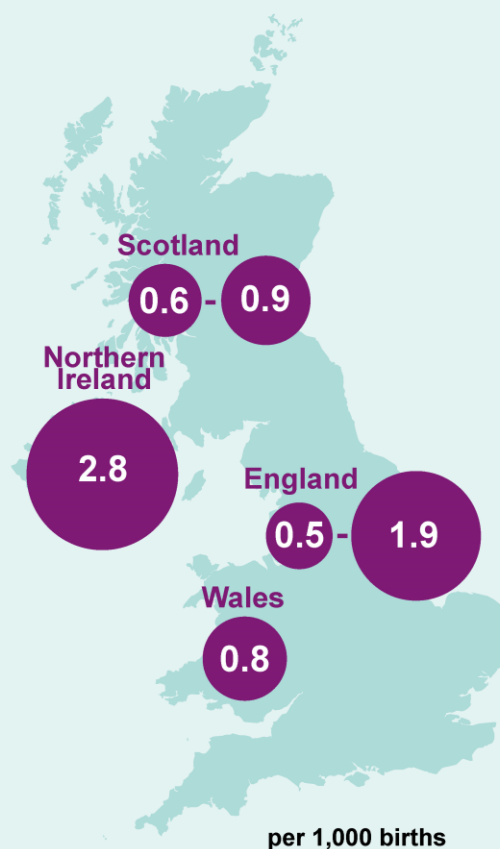 Scotland
0.6 - 0.9
Northern
Ireland
2.8
England
0.5 - 1.9
Wales
0.8
per 1,000 births